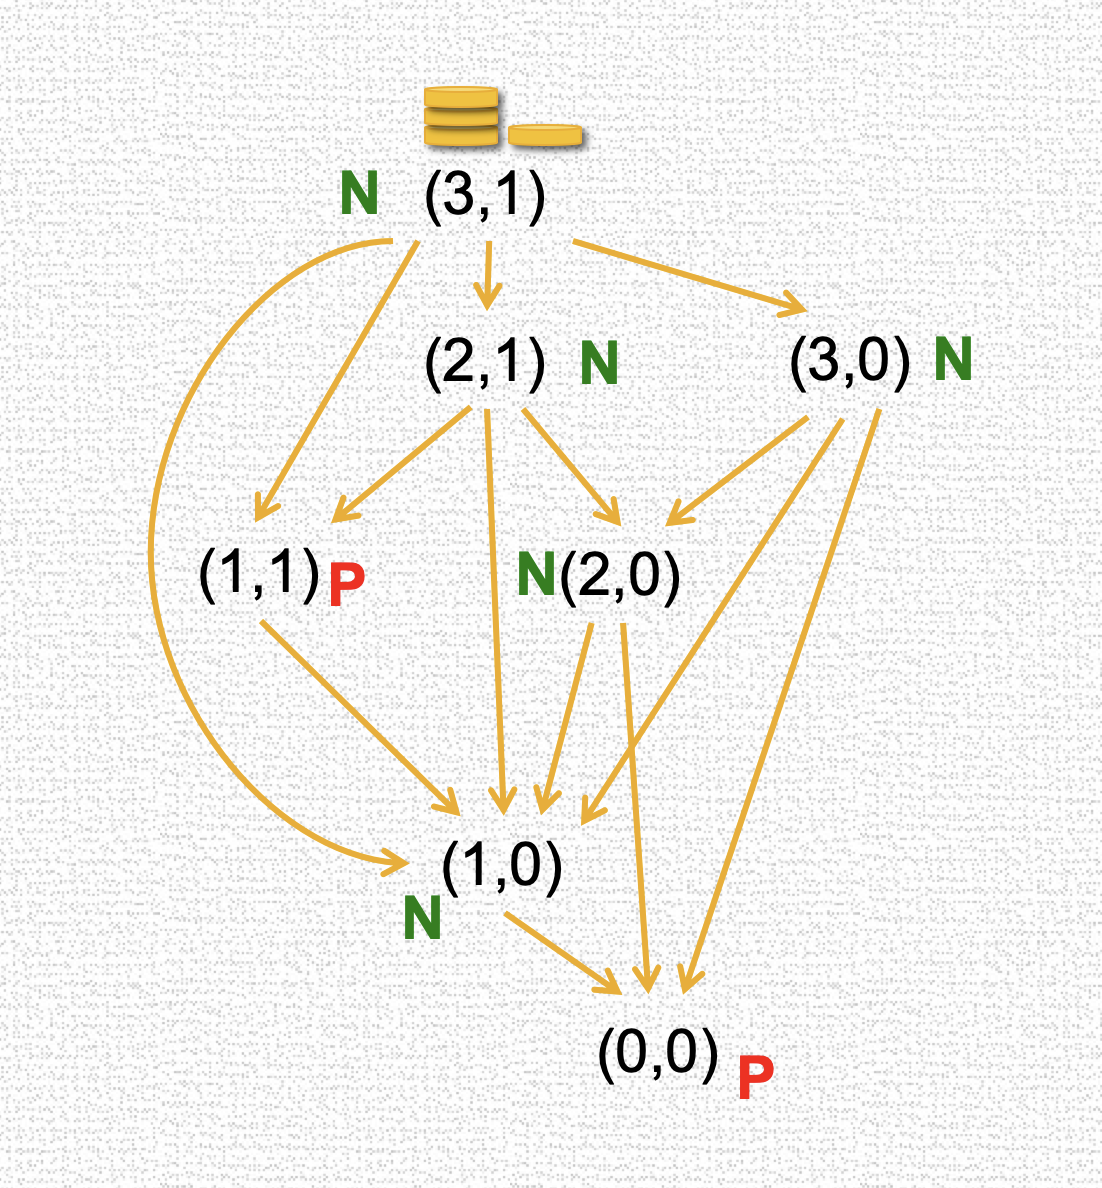 N (3,1)
(2,1) N
(3,0) N
(1,1) P
N(2,0)
(1,0)
N
(0,0) P